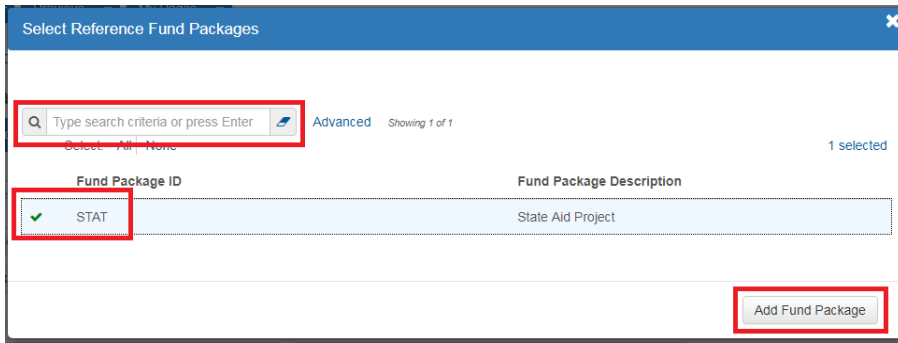 Select Reference Fund Packages
Type search criteria or press Enter Advanced Showing 1 of 1
Select: All None 1 selected
Fund Package ID Fund Package Description
STAT State Aid Project
Add Fund Package